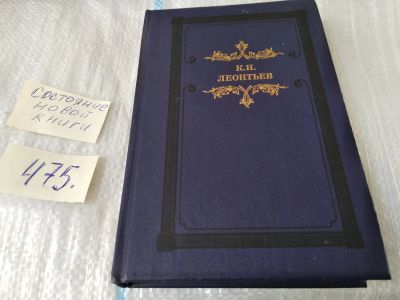 К.Н.
ЛЕОНТЬЕВ
состояние
новой
книги
475.